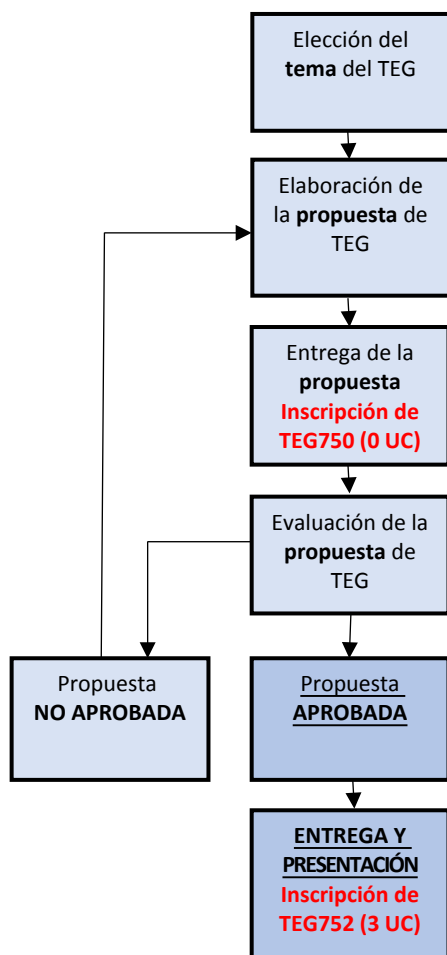 Elección del
tema del TEG
Elaboración de
la propuesta de
TEG
Entrega de la
propuesta
Inscripción de
TEG750 (0 UC)
Evaluación de la
propuesta de
TEG
Propuesta
NO APROBADA
Propuesta
APROBADA
ENTREGA Y
PRESENTACIÓN
Inscripción de
TEG752 (3 UC)